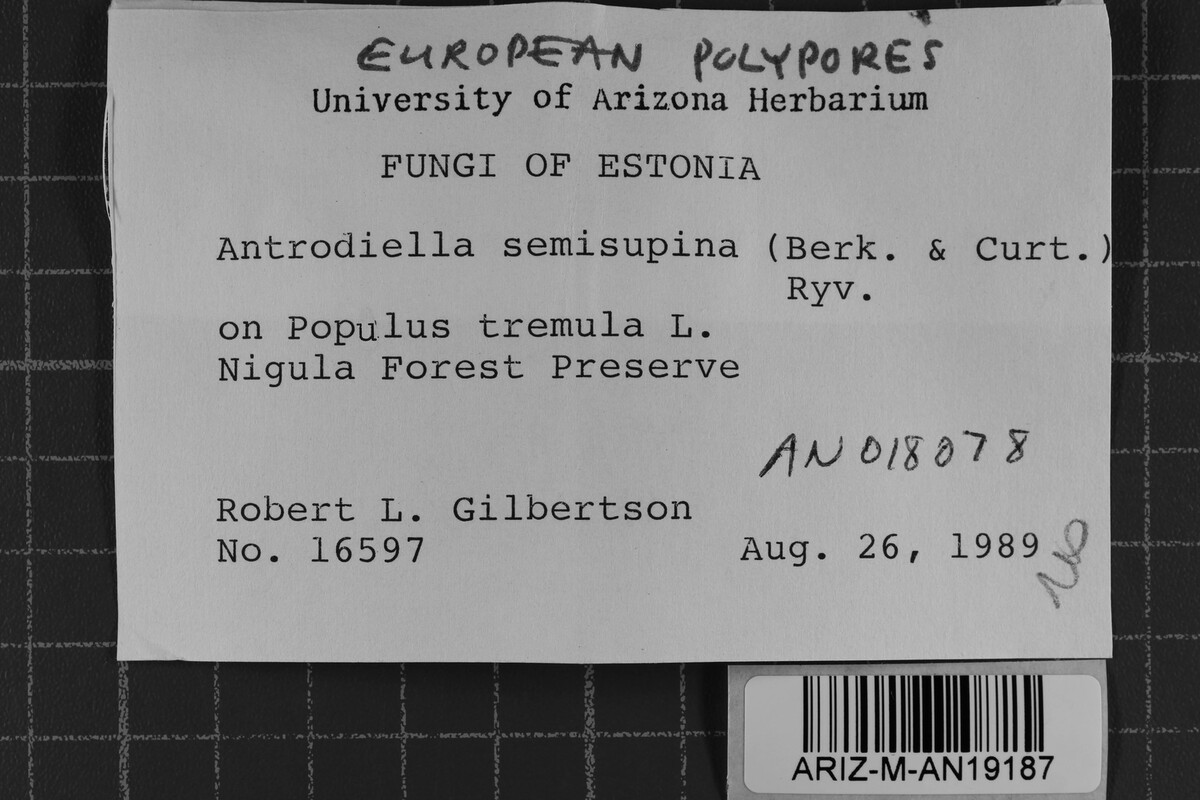 EUROPEAN POLYPORES
University of Arizona Herbarium
FUNGI OF ESTONIA
Antrodiella semisupina (Berk. & Curt.)
Ryv.
on Populus tremula L.
Nigula Forest Preserve
AN018078
Robert L. Gilbertson
No. 16597
Aug. 26, 1989
ARIZ-M-AN19187